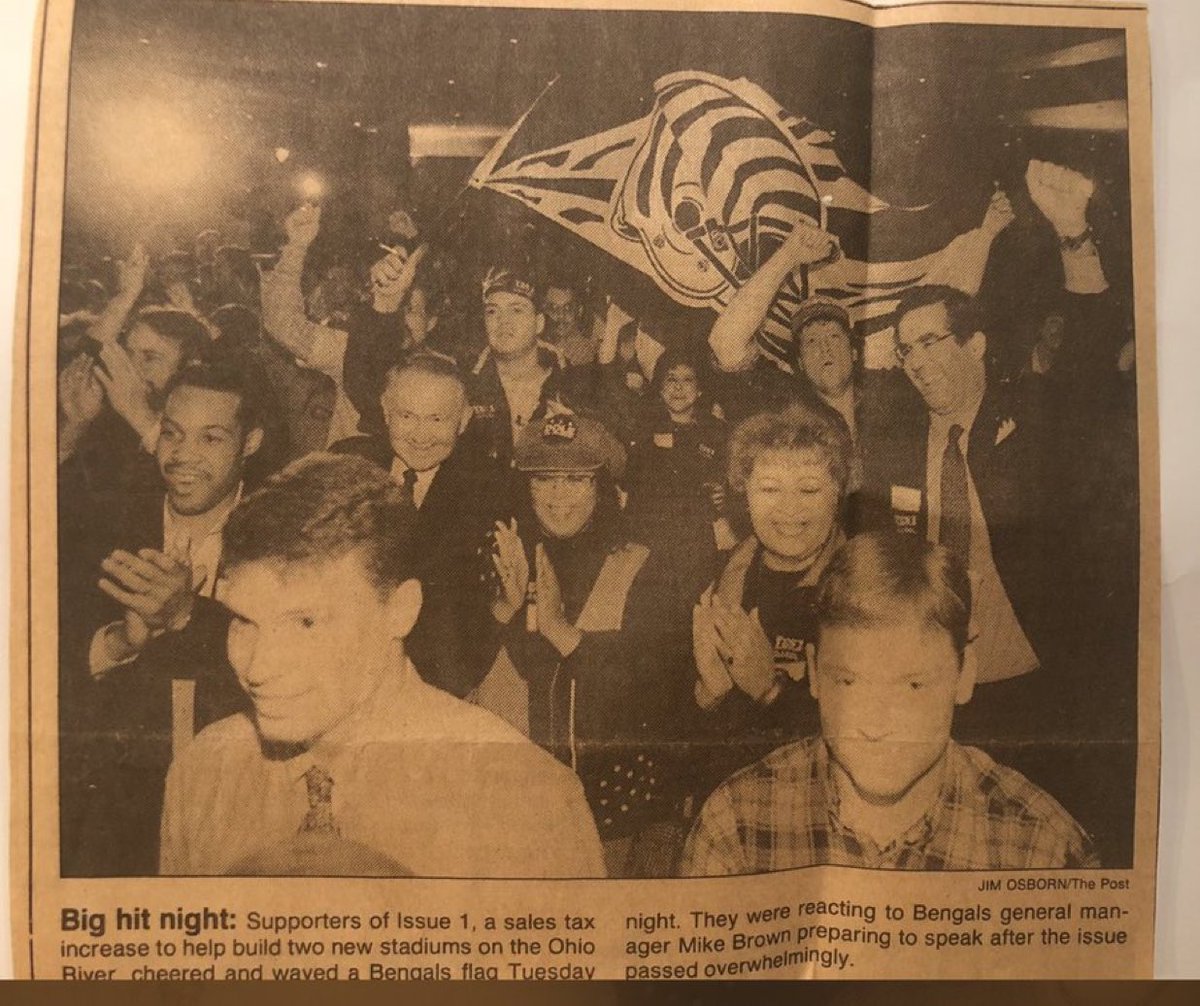 JIM OSBORN/The Post
Big hit night: Supporters of Issue 1, a sales tax
increase to help build two new stadiums on the Ohio
River, cheered and waved a Bengals flag Tuesday
night. They were reacting to Bengals general man-
ager Mike Brown preparing to speak after the issue
passed overwhelmingly.